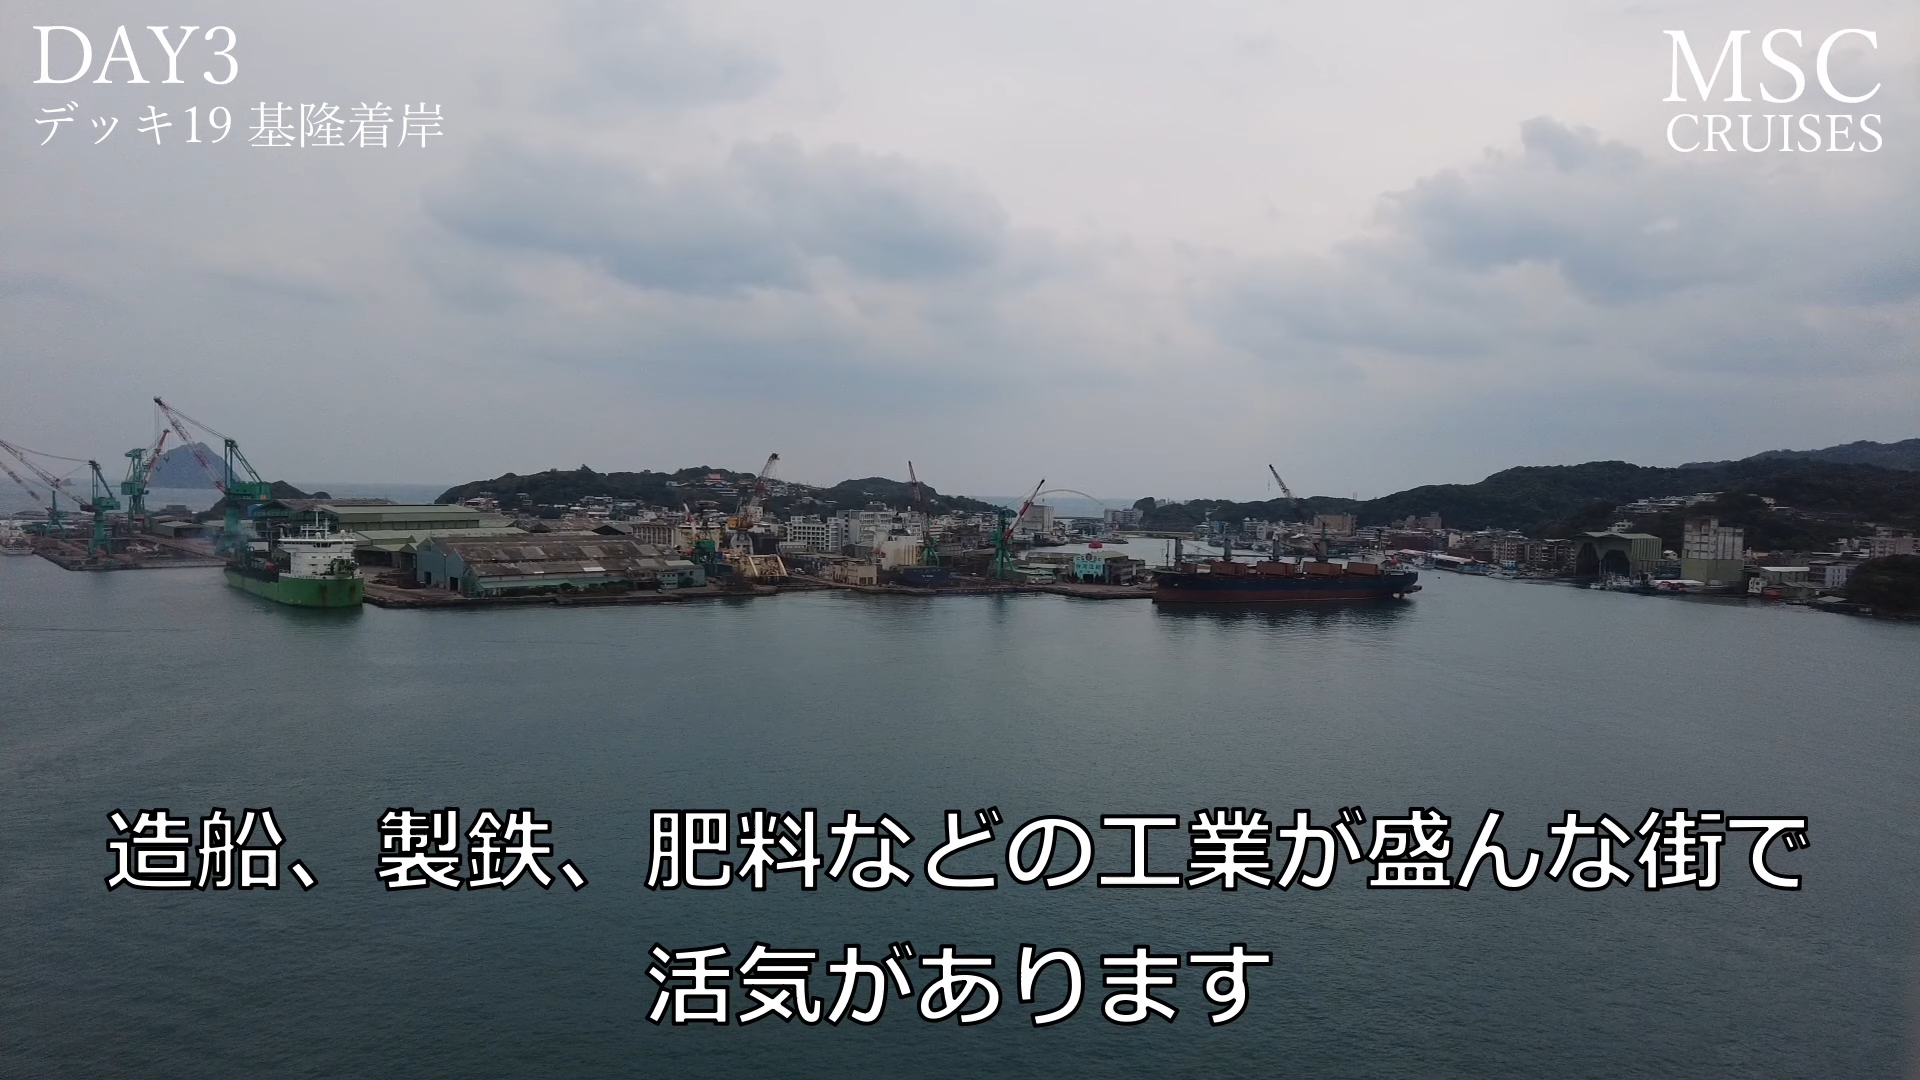 DAY3
デッキ19 基隆着岸
MSC
CRUISES
造船、製鉄、肥料などの工業が盛んな街で
活気があります